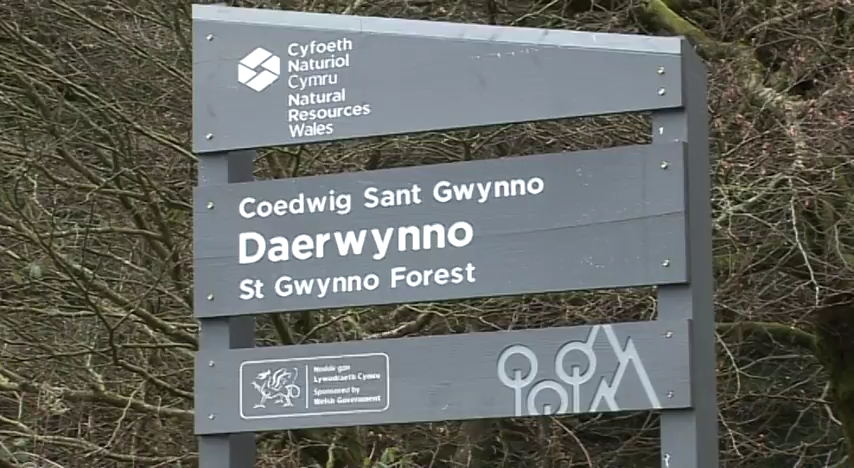 Cyfoeth
Naturiol
Cymru
Natural
Resources
Wales
Coedwig Sant Gwynno
Daerwynno
St Gwynno Forest
Noddir gan
Lywodraeth Cymru
Sponsored by
Welsh Government